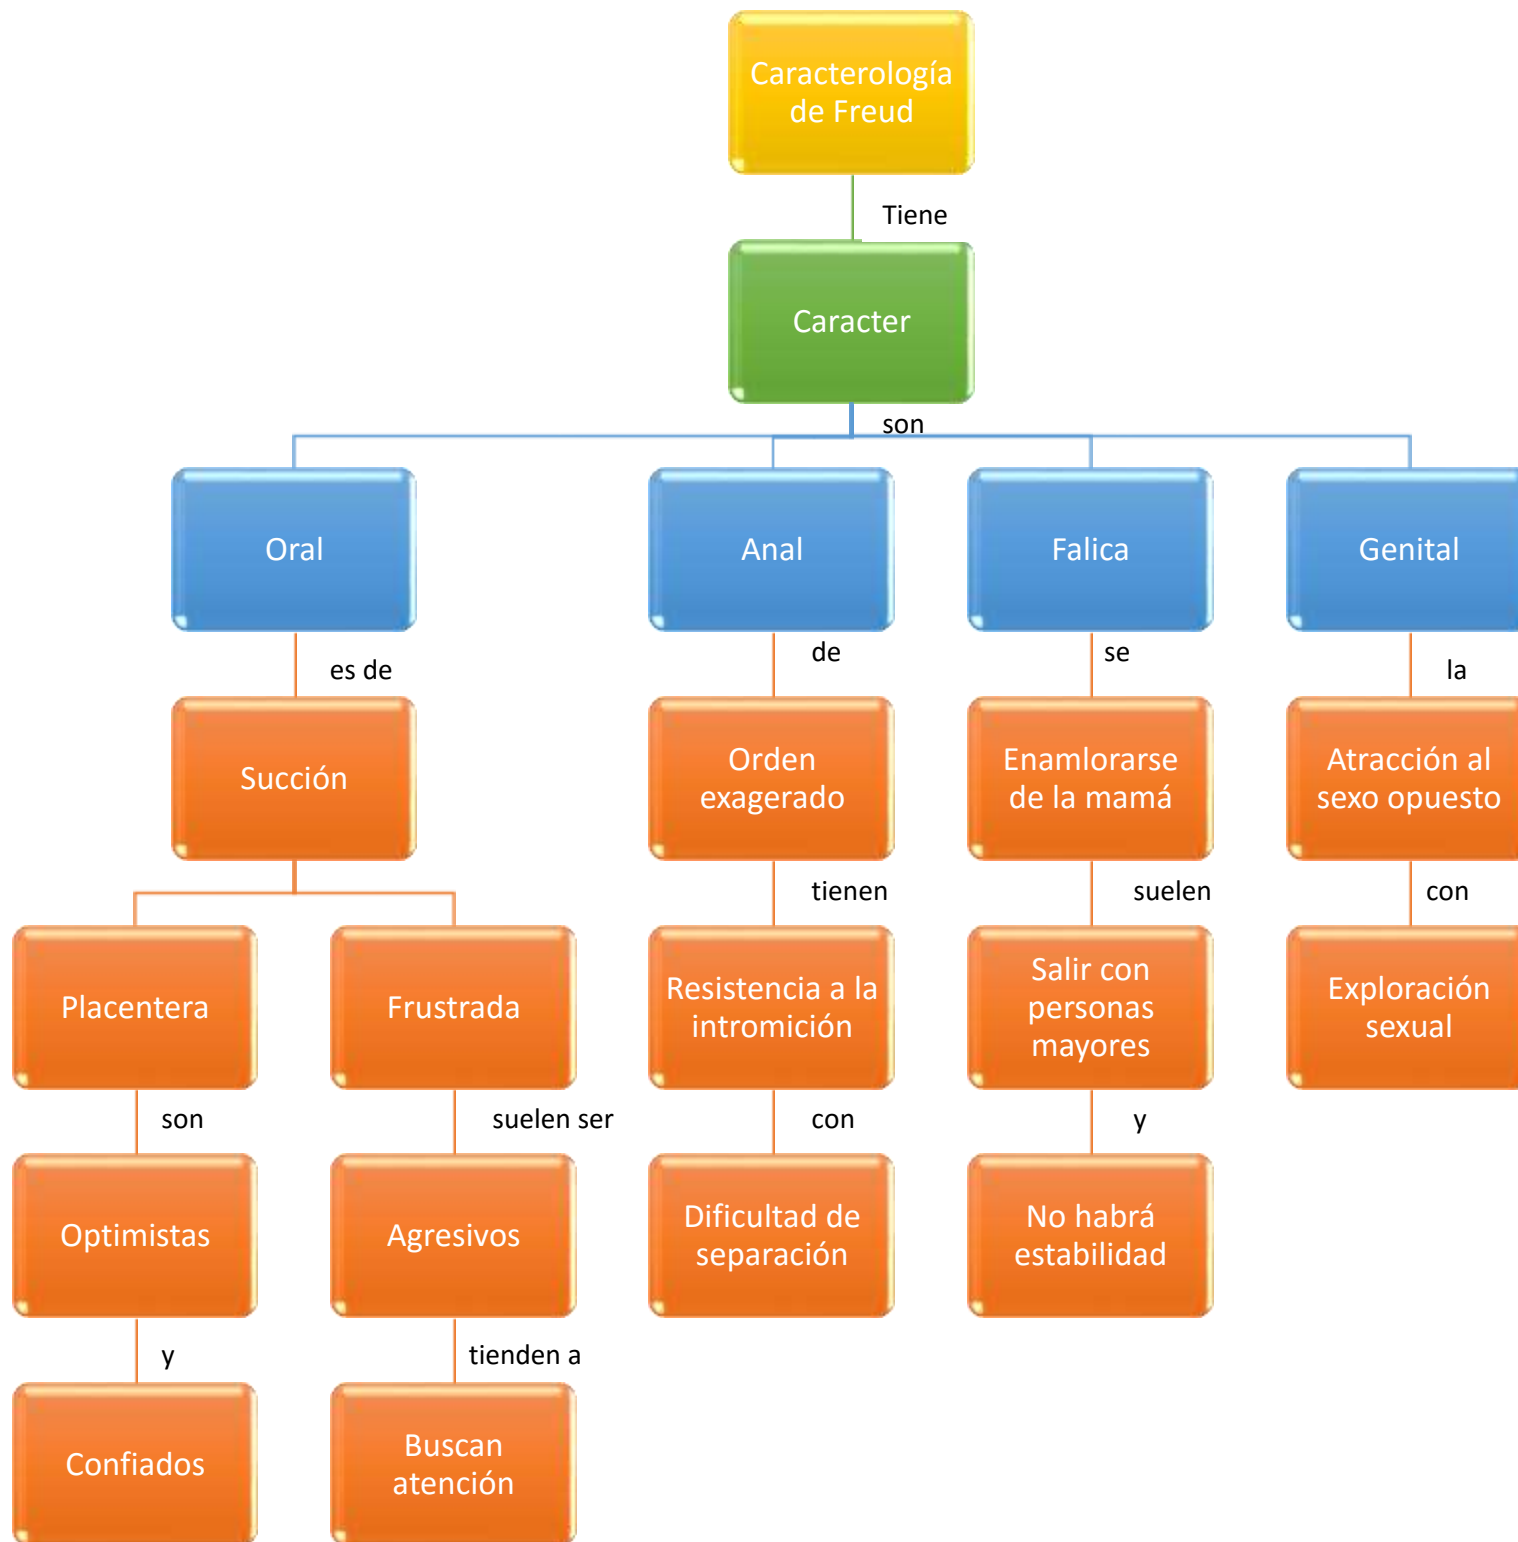 Caracterología
de Freud
Tiene
Caracter
son
Oral
Anal
Falica
Genital
es de
de
se
la
Succión
Orden
exagerado
Enamlorarse
de la mamá
Atracción al
sexo opuesto
tienen
suelen
con
Placentera
Frustrada
Resistencia a la
intromición
Salir con
personas
mayores
Exploración
sexual
son
suelen ser
con
y
Optimistas
Agresivos
Dificultad de
separación
No habrá
estabilidad
y
tienden a
Confiados
Buscan
atención